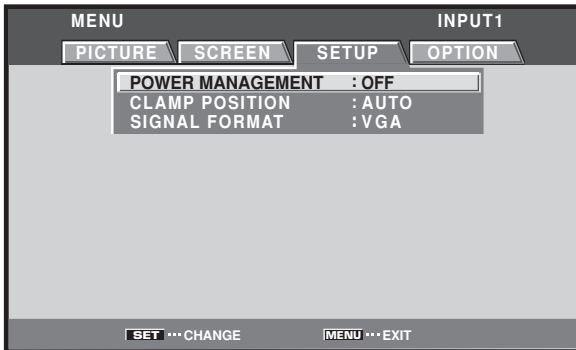 MENU INPUT1
PICTURE SCREEN SETUP OPTION
POWER MANAGEMENT : OFF
CLAMP POSITION : AUTO
SIGNAL FORMAT : VGA
SET ··· CHANGE MENU ··· EXIT